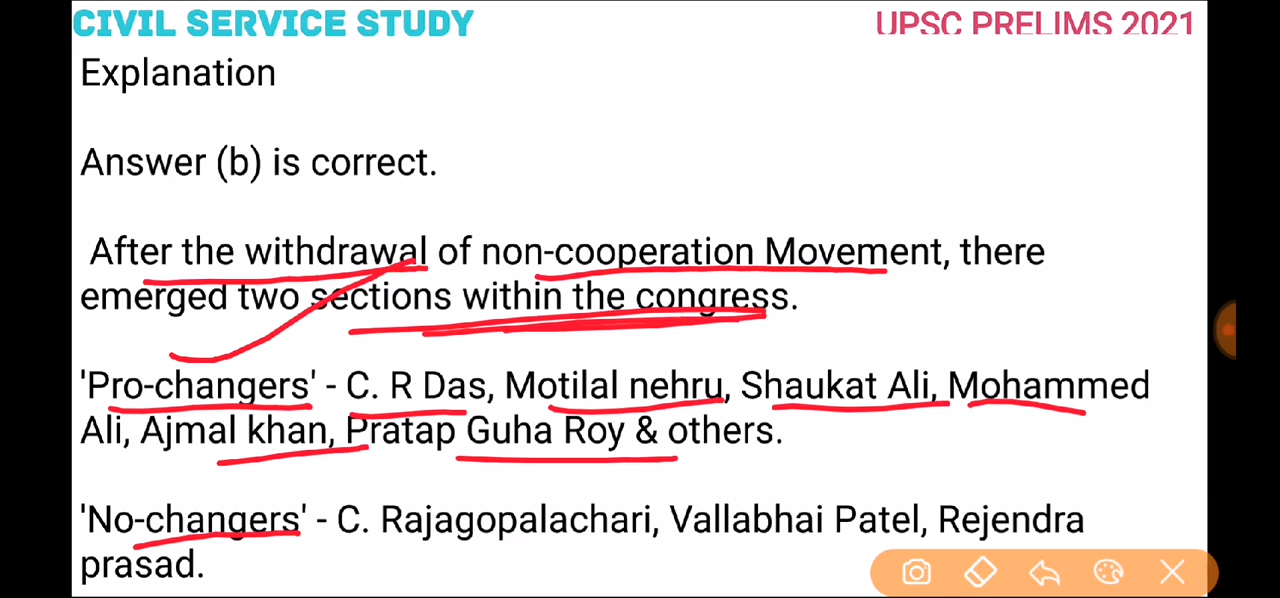 CIVIL SERVICE STUDY
UPSC PRELIMS 2021
Explanation
Answer (b) is correct.
After the withdrawal of non-cooperation Movement, there
emerged two sections within the congress.
'Pro-changers' - C. R Das, Motilal nehru, Shaukat Ali, Mohammed
Ali, Ajmal khan, Pratap Guha Roy & others.
'No-changers' - C. Rajagopalachari, Vallabhai Patel, Rejendra
prasad.